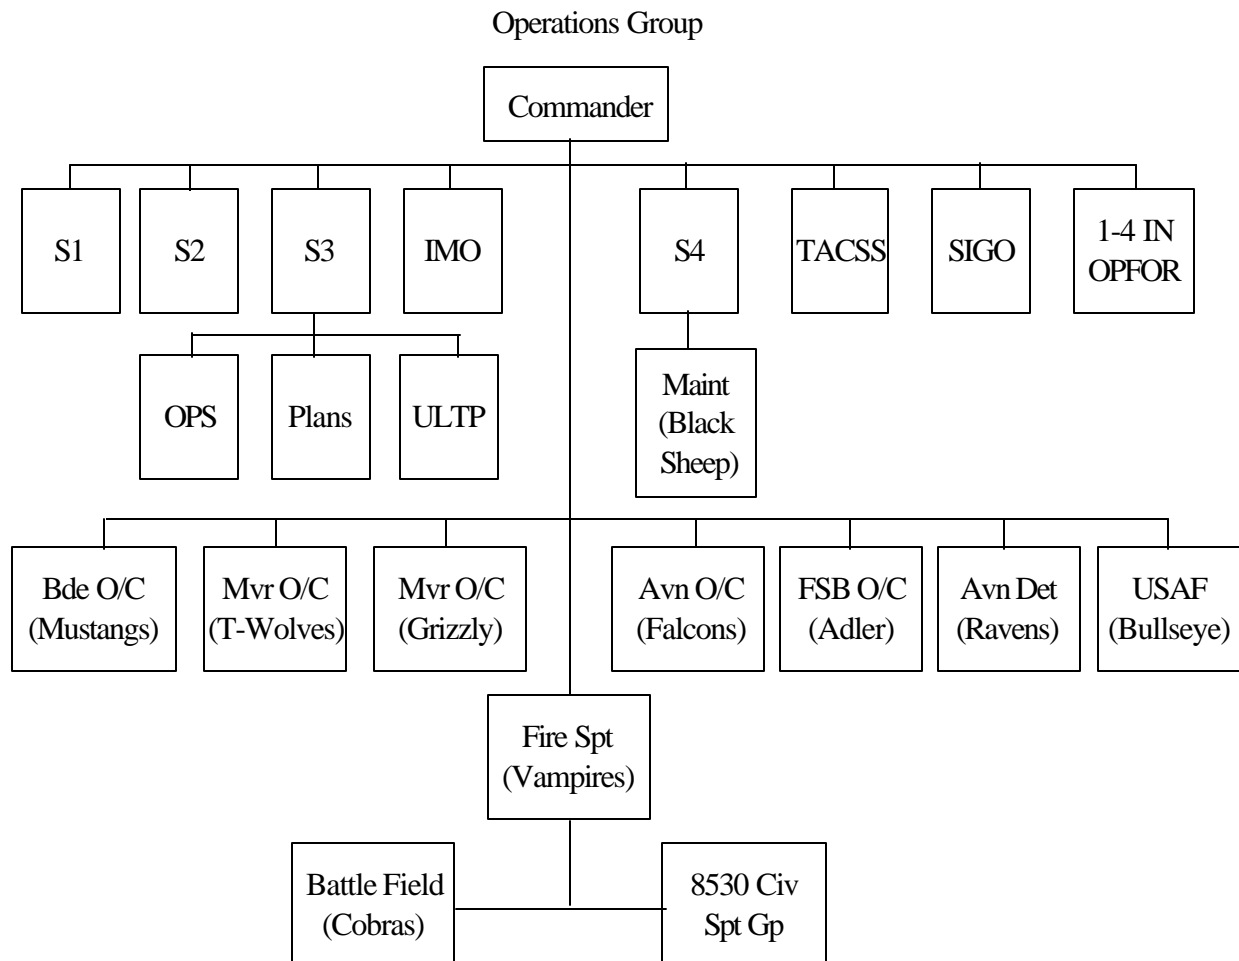 Operations Group
Commander
S1
S2
S3
IMO
S4
TACSS
SIGO
1-4 IN
OPFOR
OPS
Plans
ULTP
Maint
(Black
Sheep)
Bde O/C
(Mustangs)
Mvr O/C
(T-Wolves)
Mvr O/C
(Grizzly)
Avn O/C
(Falcons)
FSB O/C
(Adler)
Avn Det
(Ravens)
USAF
(Bullseye)
Fire Spt
(Vampires)
Battle Field
(Cobras)
8530 Civ
Spt Gp